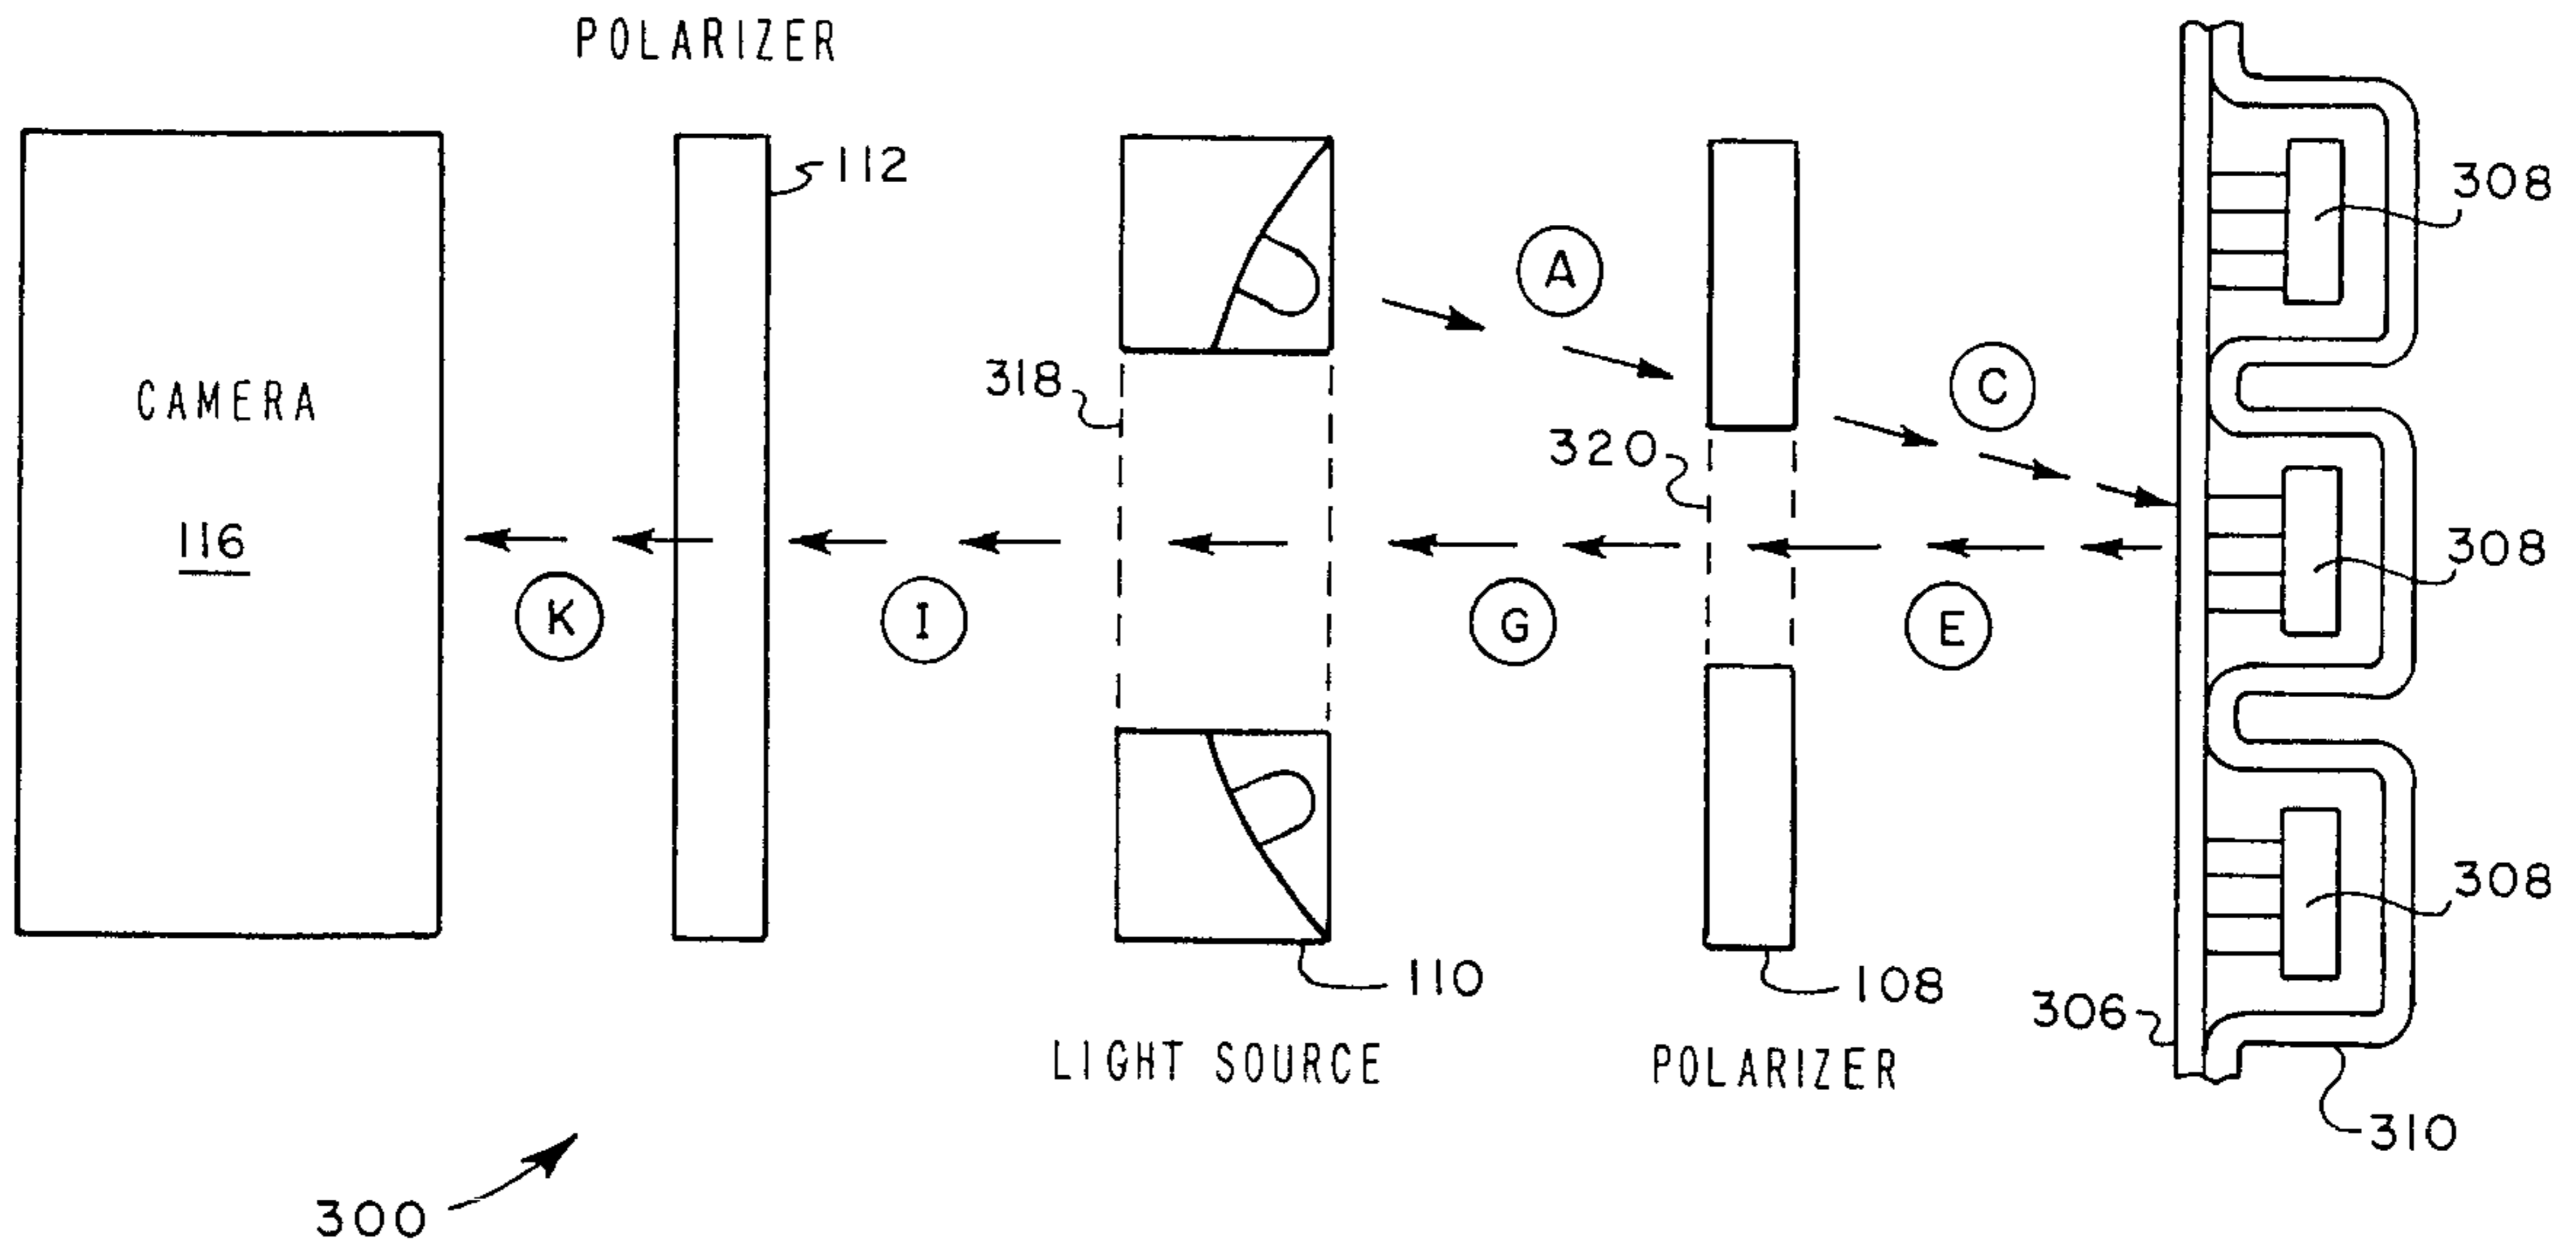 POLARIZER
112
308
A
318
CAMERA
C
320
116
308
K
I
G
E
308
110
108
306
LIGHT SOURCE
POLARIZER
310
300